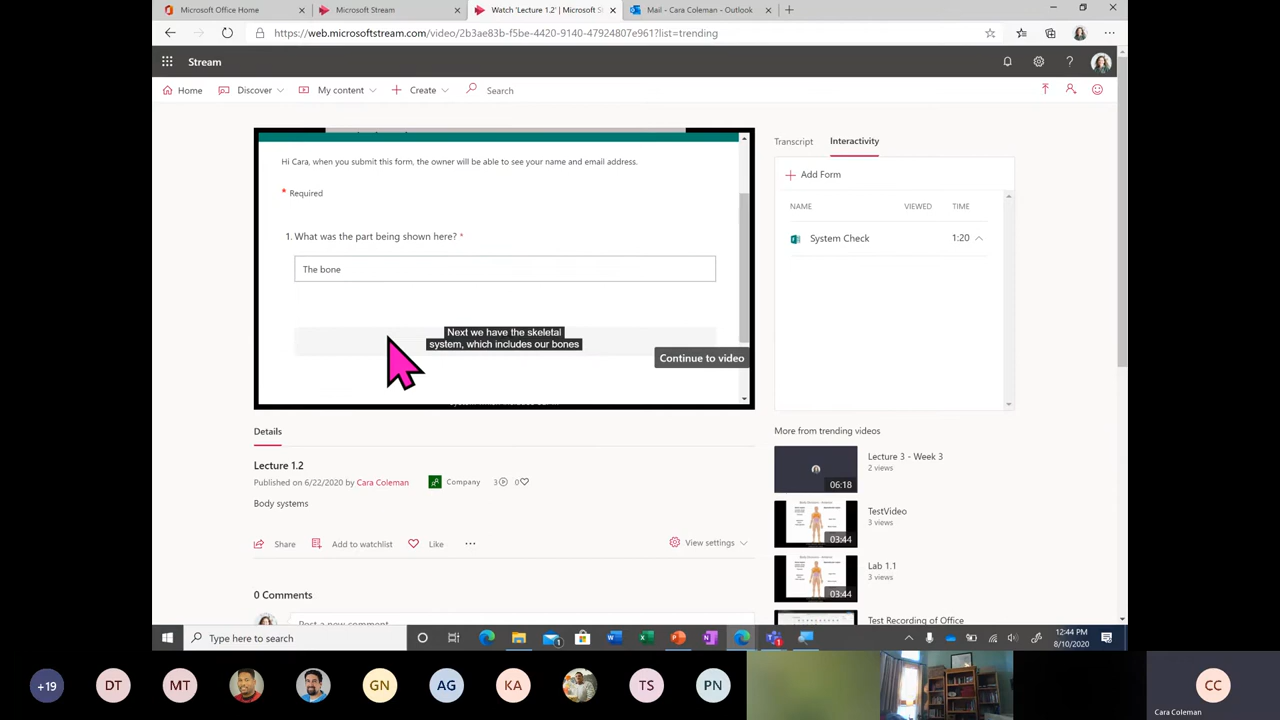 Microsoft Office Home
Microsoft Stream
Watch 'Lecture 1.2' | Microsoft S
Mail - Cara Coleman - Outlook
https://web.microsoftstream.com/video/2b3ae83b-f5be-4420-9140-47924807e961?list=trending
Stream
Home
Discover
My content
Create
Search
Hi Cara, when you submit this form, the owner will be able to see your name and email address.
* Required
1. What was the part being shown here? *
The bone
Next we have the skeletal
system, which includes our bones
Continue to video
Transcript
Interactivity
Add Form
NAME
VIEWED
TIME
System Check
1:20
Details
Lecture 1.2
Published on 6/22/2020 by Cara Coleman
Company
3
0
Body systems
Share
Add to watchlist
Like
View settings
0 Comments
Post a new comment
More from trending videos
Lecture 3 - Week 3
2 views
06:18
TestVideo
3 views
03:44
Lab 1.1
3 views
03:44
Test Recording of Office
Type here to search
12:44 PM
8/10/2020
+19
DT
MT
GN
AG
KA
TS
PN
CC
Cara Coleman